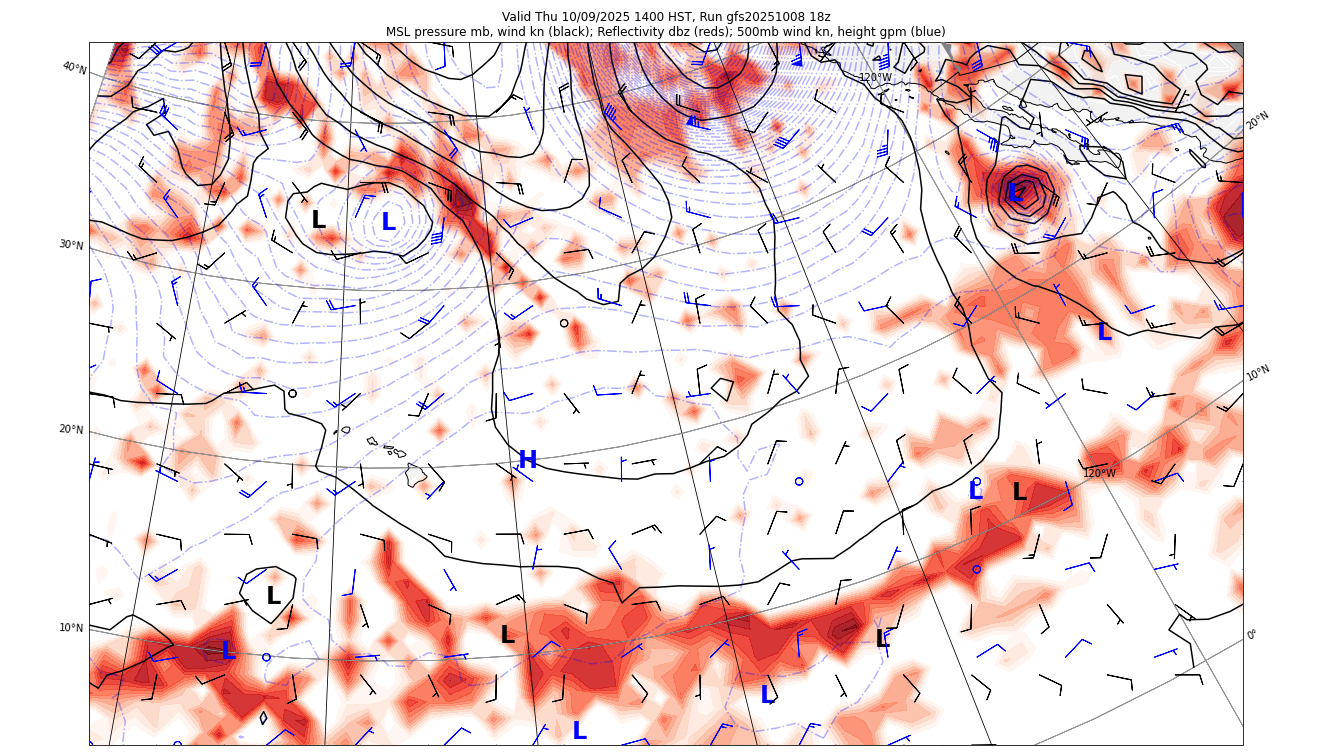 Valid Thu 10/09/2025 1400 HST, Run gfs20251008 18z
MSL pressure mb, wind kn (black); Reflectivity dbz (reds); 500mb wind kn, height gpm (blue)
40°N
120°W
20°N
L
L
L
30°N
L
10°N
20°N
H
120°W
L
L
L
10°N
L
L
L
0°
L
L